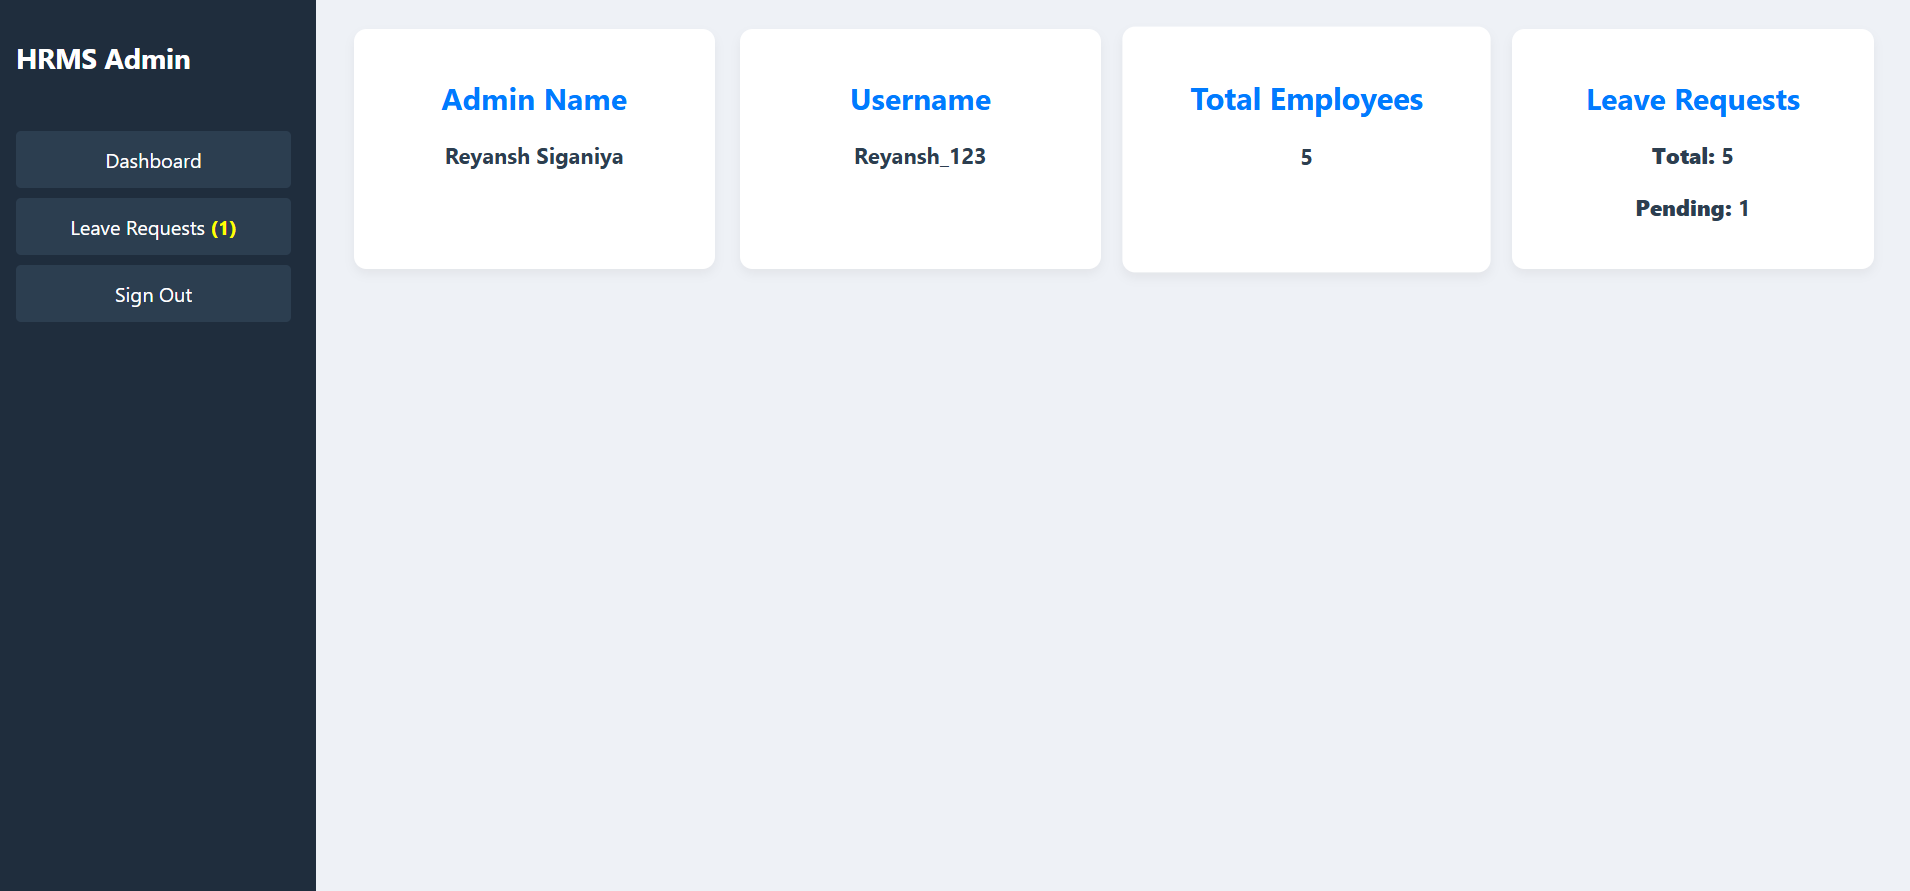 HRMS Admin
Dashboard
Leave Requests (1)
Sign Out
Admin Name
Reyansh Siganiya
Username
Reyansh_123
Total Employees
5
Leave Requests
Total: 5
Pending: 1